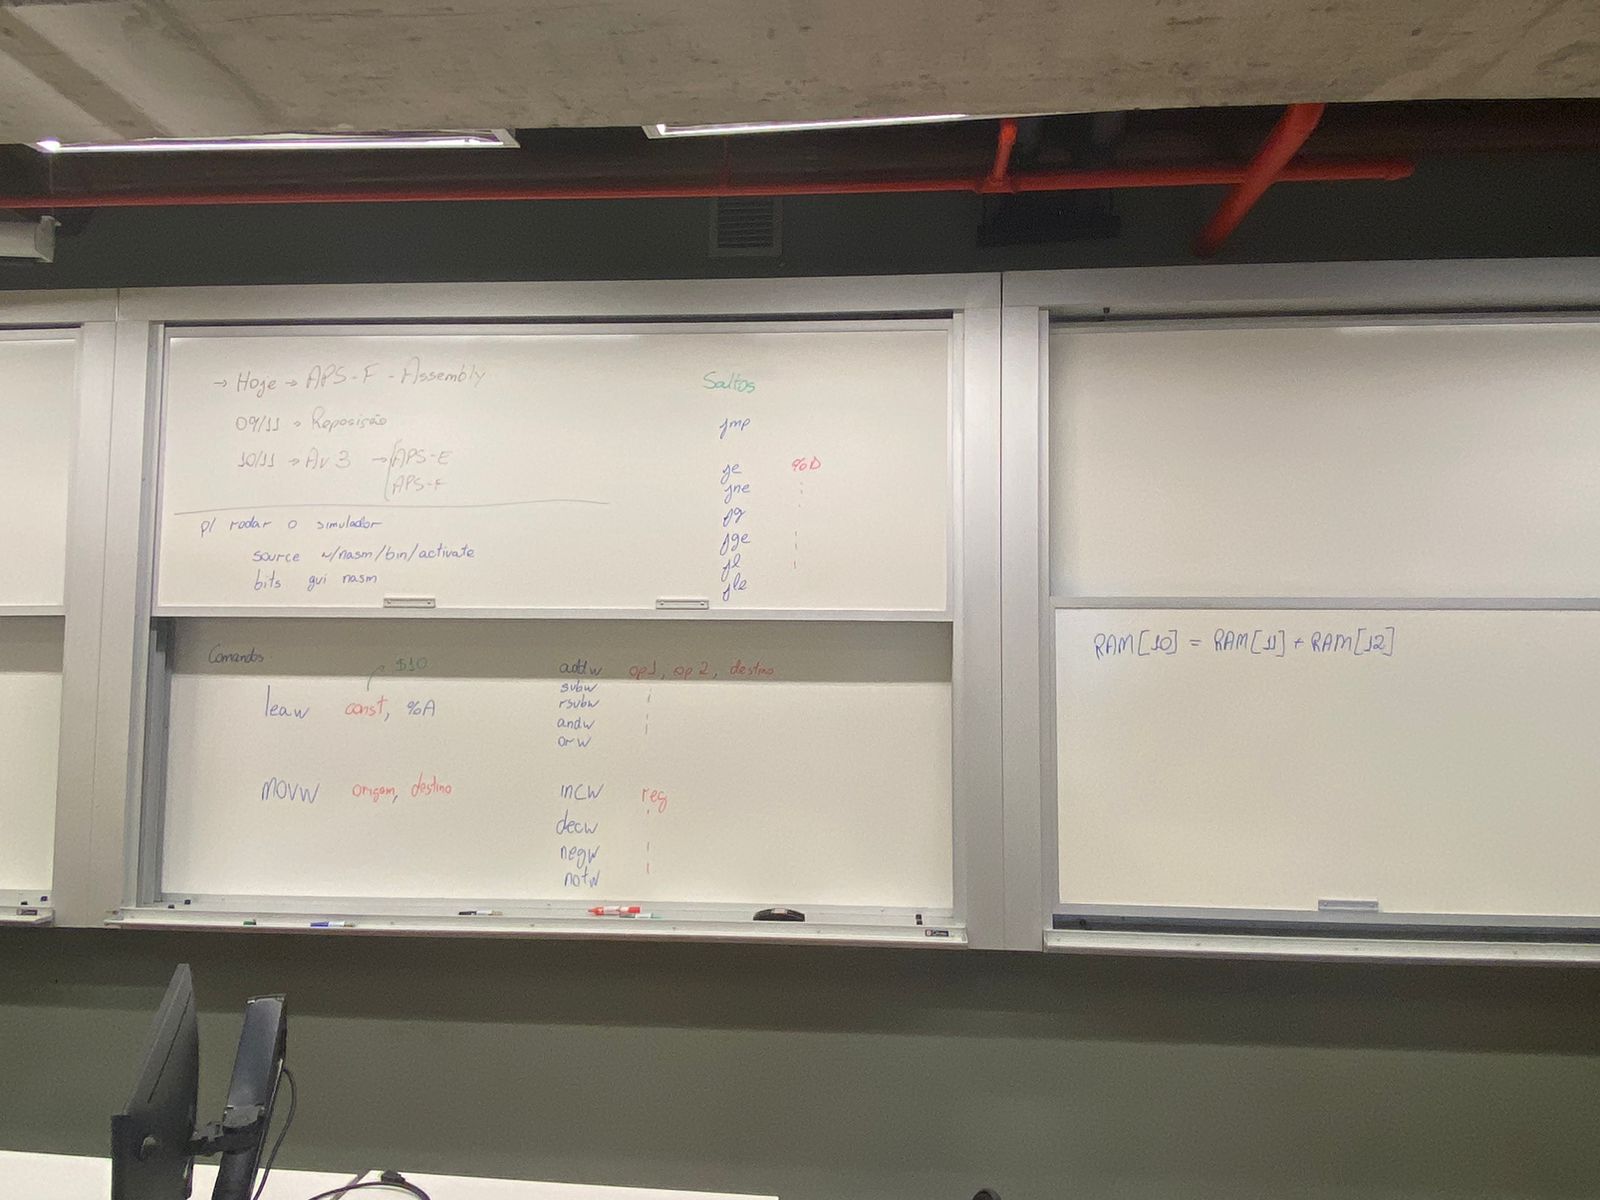 → Hoje → APS-F - Assembly
09/11 → Reposição
10/11 → Av 3 → APS-E
APS-F
p/ rodar o simulador
source ~/nasm/bin/activate
bits gui nasm
Saltos
jmp
je %D
jne
jg
jge
jl
jle
Comandos
$10
leaw const, %A
movw origem, destino
addw op1, op2, destino
subw
rsubw
andw
orw
incw reg
decw
negw
notw
RAM[10] = RAM[11] + RAM[12]